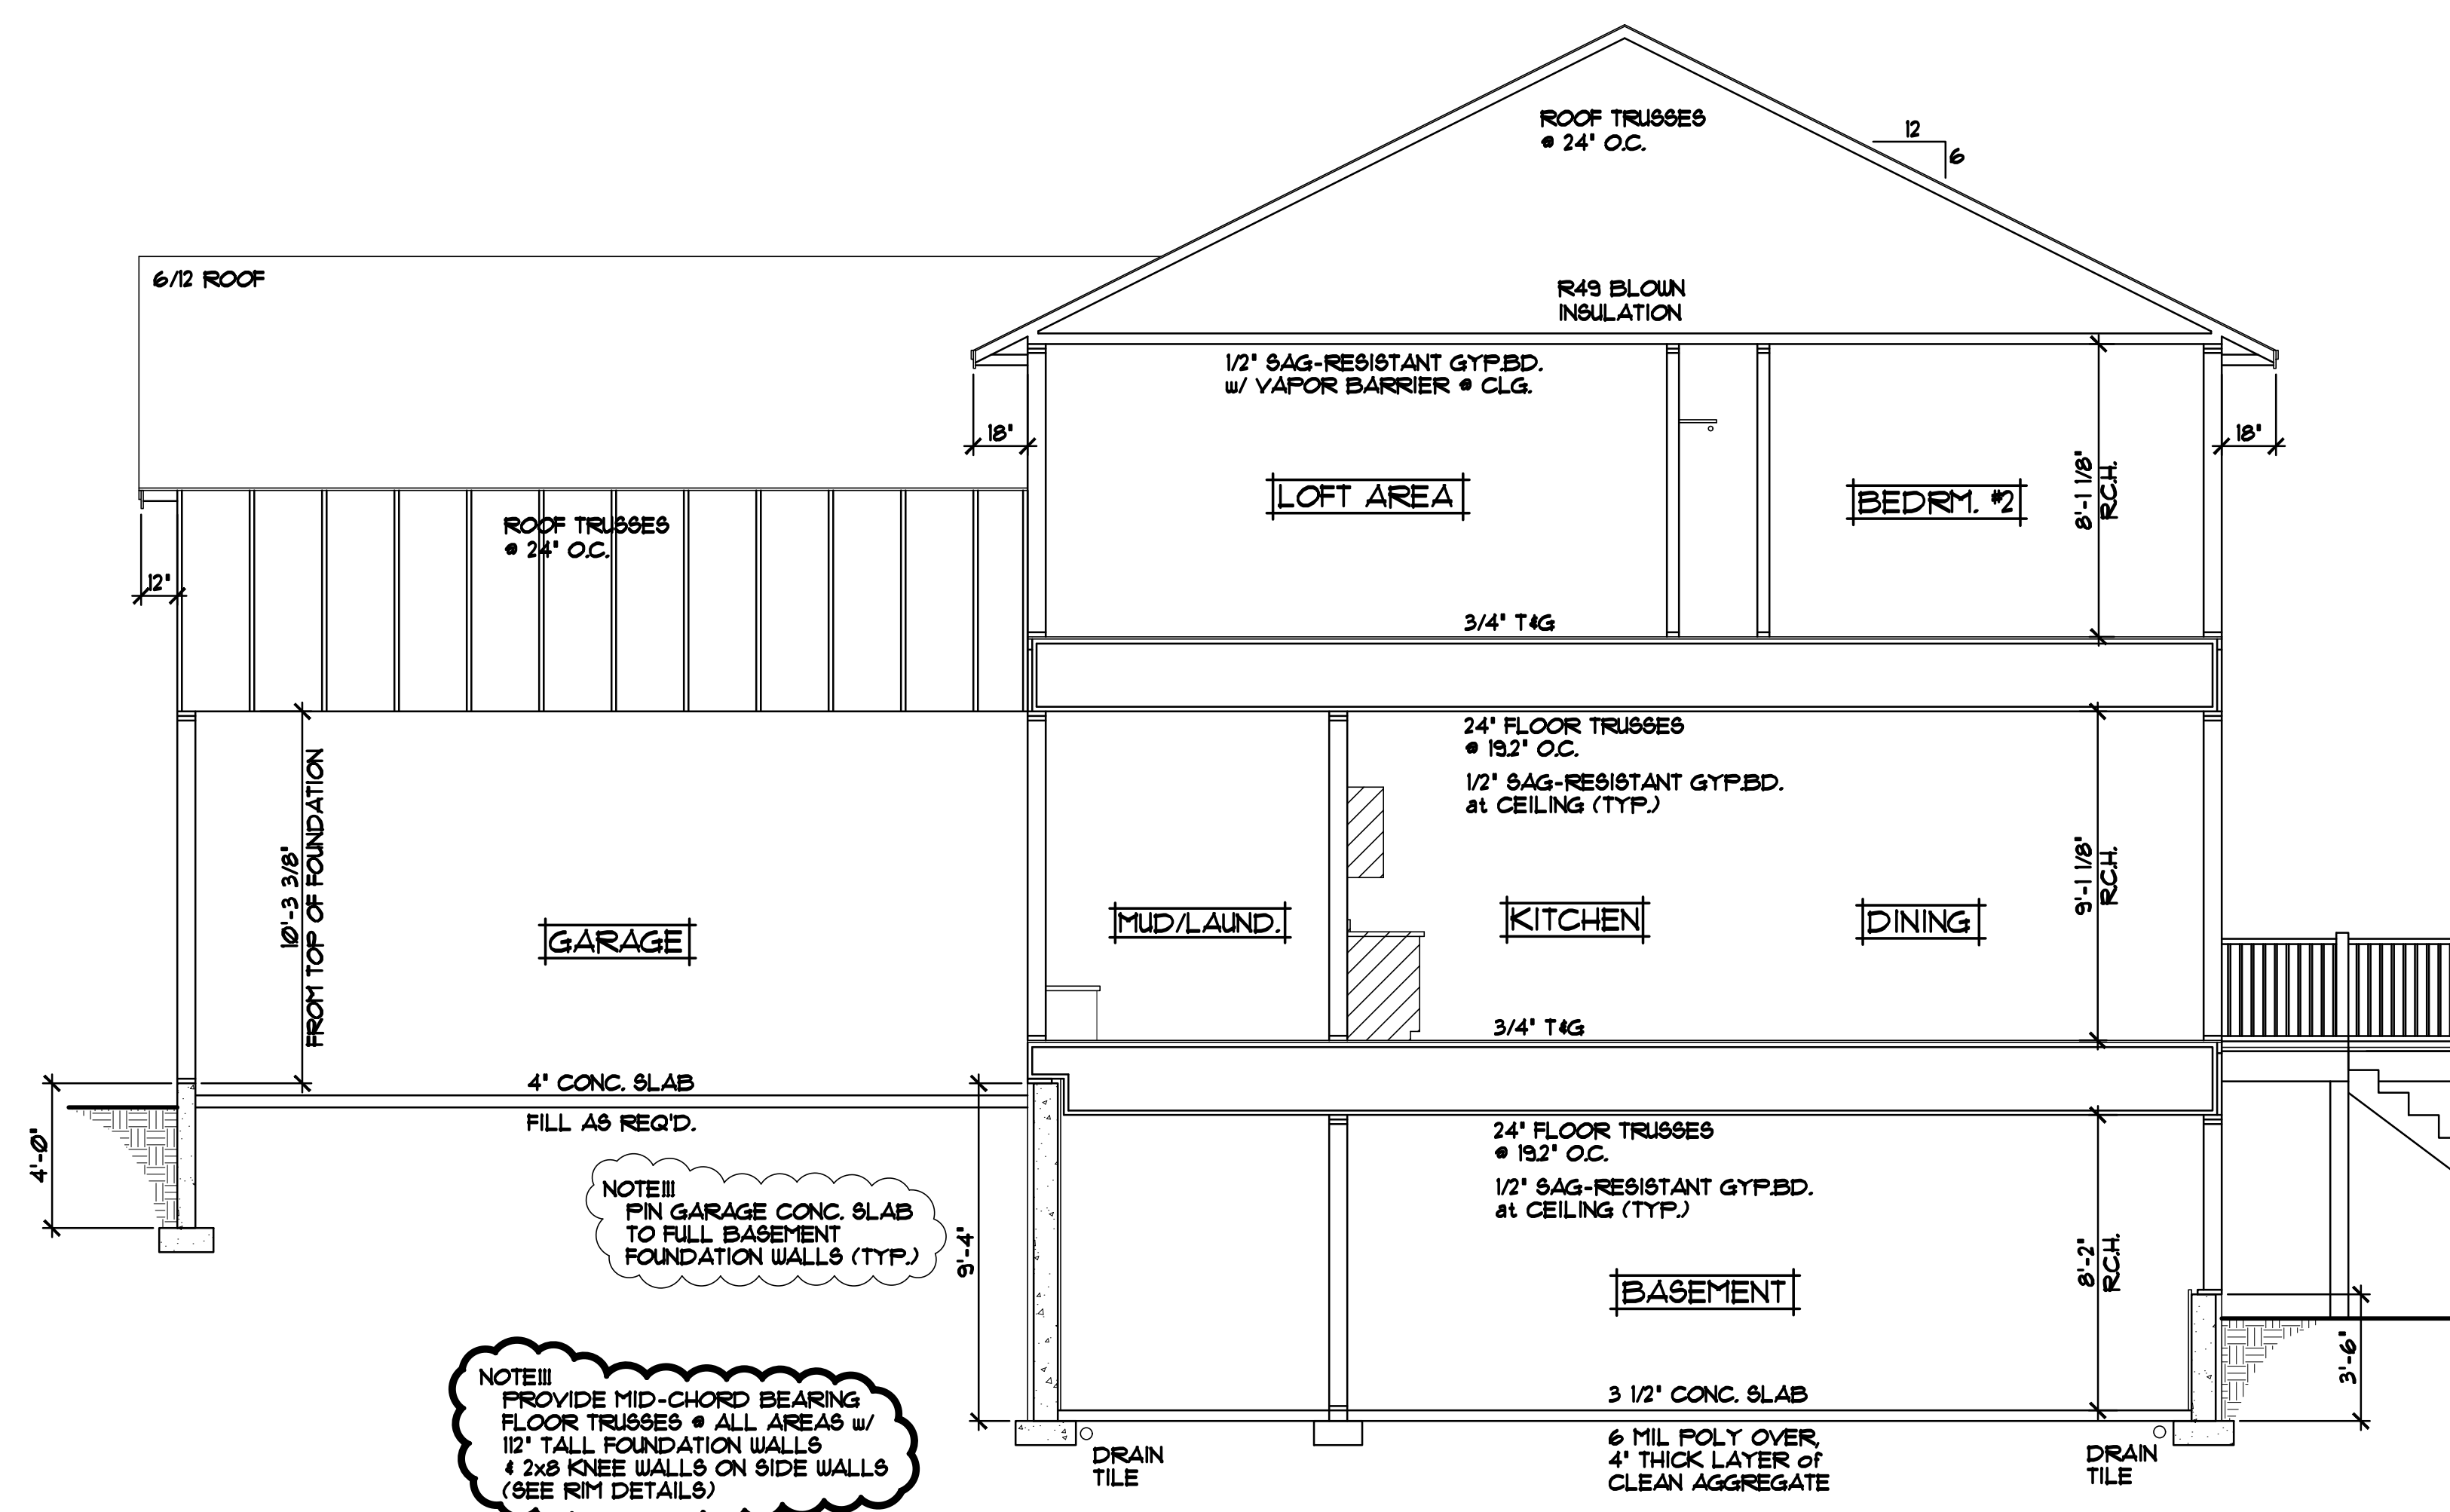 ROOF TRUSSES
@ 24" O.C.
12
6
6/12 ROOF
R49 BLOWN
INSULATION
1/2" SAG-RESISTANT GYP.BD.
w/ VAPOR BARRIER @ CLG.
18"
18"
LOFT AREA
BEDRM. #2
8'-1 1/8"
R.C.H.
ROOF TRUSSES
@ 24" O.C.
12"
3/4" T&G
24" FLOOR TRUSSES
@ 19.2" O.C.
1/2" SAG-RESISTANT GYP.BD.
at CEILING (TYP.)
10'-3 3/8"
FROM TOP OF FOUNDATION
9'-1 1/8"
R.C.H.
GARAGE
MUD/LAUND.
KITCHEN
DINING
3/4" T&G
4" CONC. SLAB
FILL AS REQ'D.
4'-0"
24" FLOOR TRUSSES
@ 19.2" O.C.
1/2" SAG-RESISTANT GYP.BD.
at CEILING (TYP.)
NOTE!!!
PIN GARAGE CONC. SLAB
TO FULL BASEMENT
FOUNDATION WALLS (TYP.)
9'-4"
8'-2"
R.C.H.
BASEMENT
3'-6"
NOTE!!!
PROVIDE MID-CHORD BEARING
FLOOR TRUSSES @ ALL AREAS w/
112" TALL FOUNDATION WALLS
& 2x8 KNEE WALLS ON SIDE WALLS
(SEE RIM DETAILS)
3 1/2" CONC. SLAB
6 MIL POLY OVER,
4" THICK LAYER of
CLEAN AGGREGATE
DRAIN
TILE
DRAIN
TILE